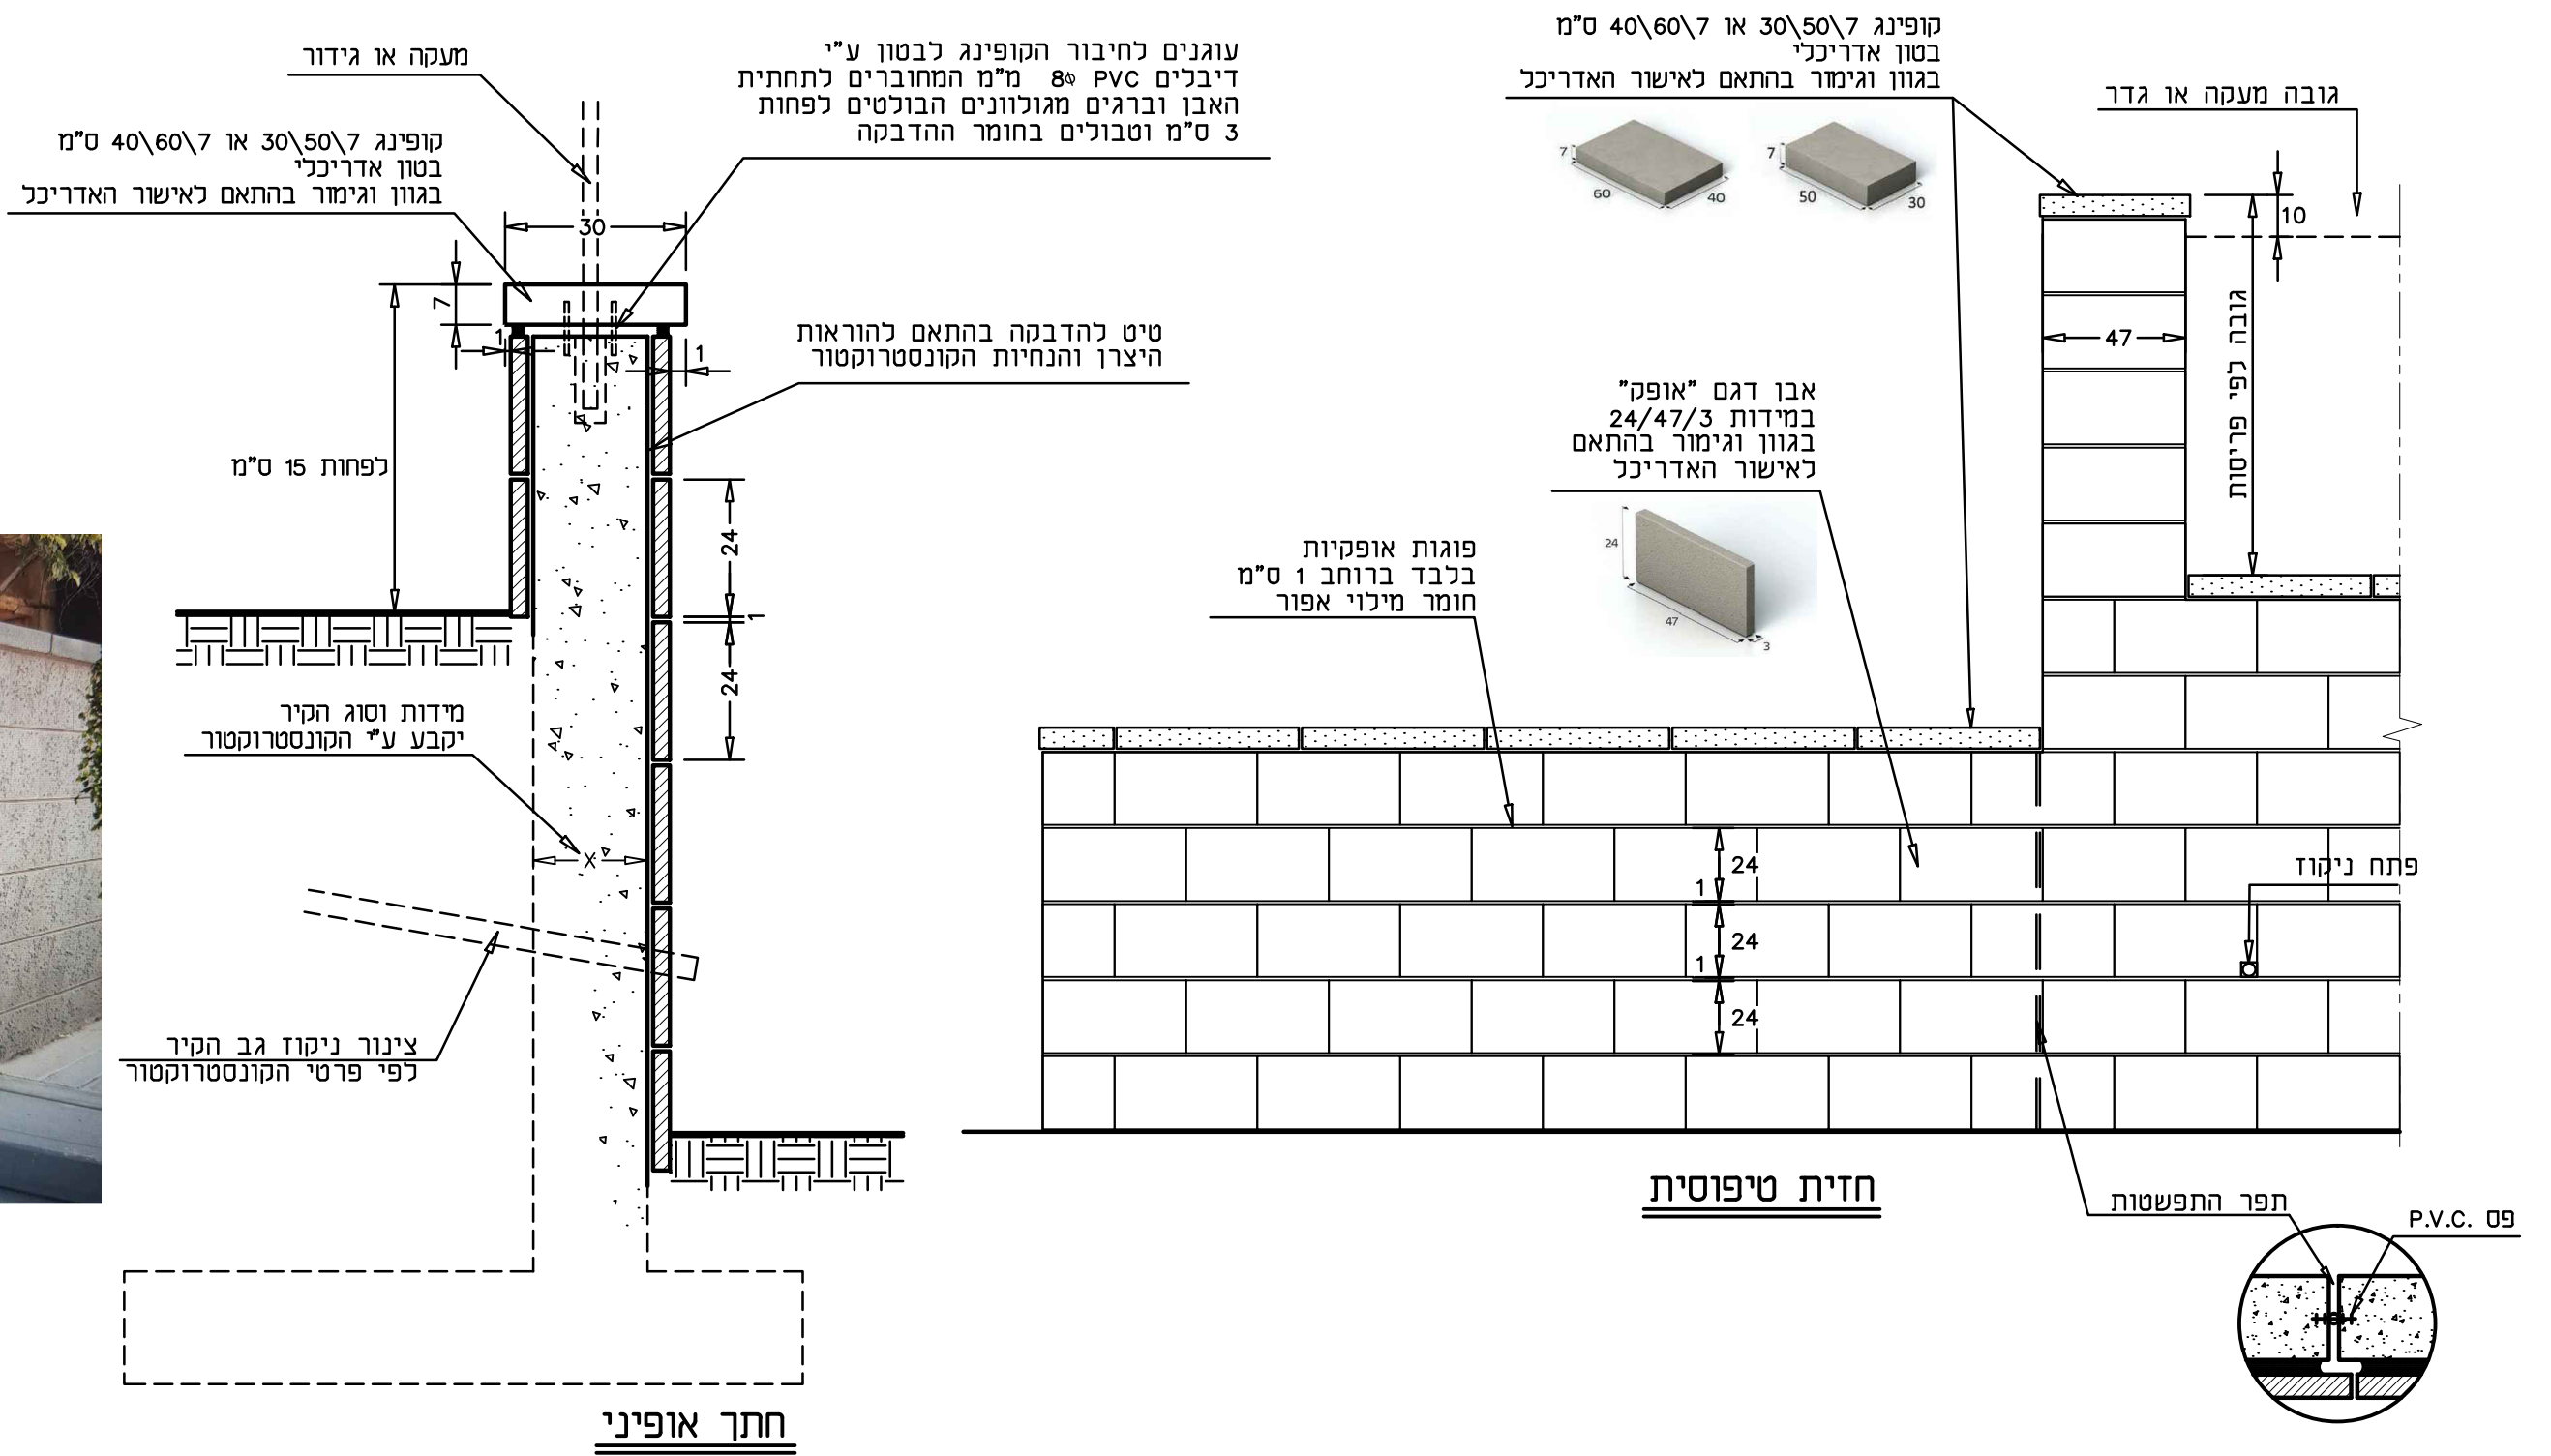 מעקה או גידור
קופינג 30\50\7 או 40\60\7 ס"מ
בטון אדריכלי
בגוון וגימור בהתאם לאישור האדריכל
עוגנים לחיבור הקופינג לבטון ע"י
דיבלים PVC 8⌀ מ"מ המחוברים לתחתית
האבן וברגים מגולוונים הבולטים לפחות
3 ס"מ וטבולים בחומר ההדבקה
30
7
1
1
טיט להדבקה בהתאם להוראות
היצרן והנחיות הקונסטרוקטור
לפחות 15 ס"מ
24
1
24
מידות וסוג הקיר
יקבע ע"י הקונסטרוקטור
X
צינור ניקוז גב הקיר
לפי פרטי הקונסטרוקטור
חתך אופיני
קופינג 30\50\7 או 40\60\7 ס"מ
בטון אדריכלי
בגוון וגימור בהתאם לאישור האדריכל
7
60
40
7
50
30
גובה מעקה או גדר
10
47
גובה לפי פריסות
אבן דגם "אופק"
במידות 24/47/3
בגוון וגימור בהתאם
לאישור האדריכל
24
47
3
פוגות אופקיות
בלבד ברוחב 1 ס"מ
חומר מילוי אפור
24
1
24
1
24
פתח ניקוז
חזית טיפוסית
תפר התפשטות
פס P.V.C.